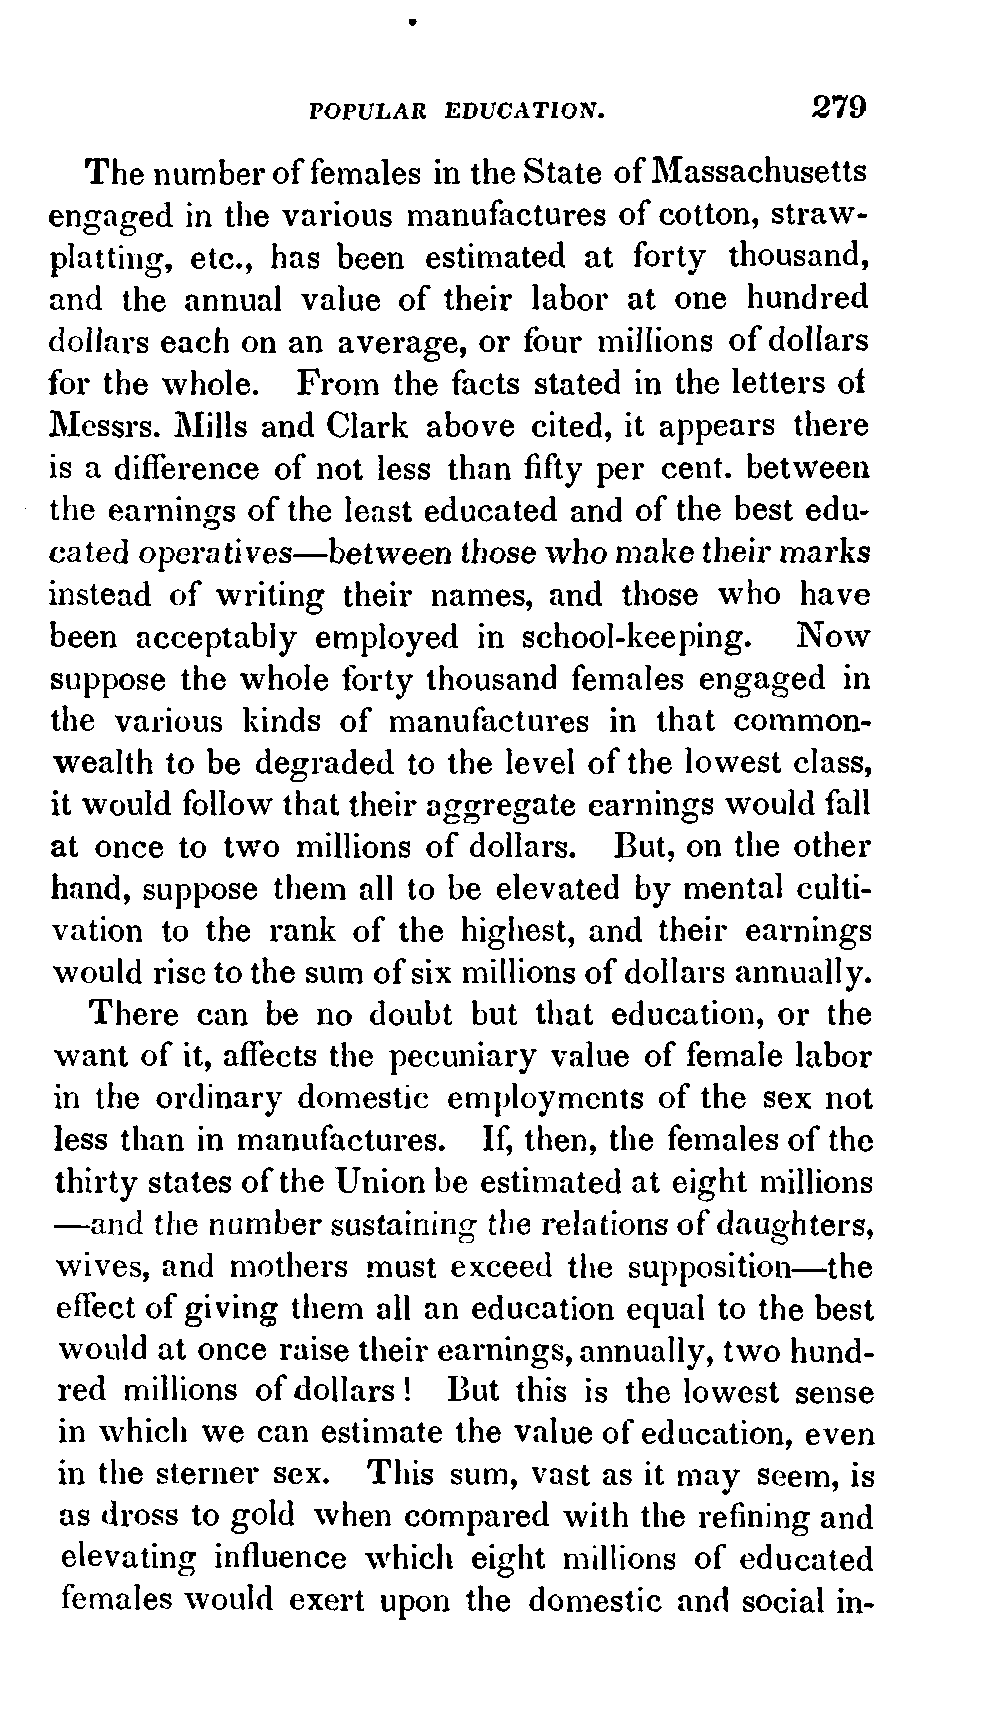 POPULAR EDUCATION. 279
The number of females in the State of Massachusetts
engaged in the various manufactures of cotton, straw-
platting, etc., has been estimated at forty thousand,
and the annual value of their labor at one hundred
dollars each on an average, or four millions of dollars
for the whole. From the facts stated in the letters of
Messrs. Mills and Clark above cited, it appears there
is a difference of not less than fifty per cent. between
the earnings of the least educated and of the best edu-
cated operatives—between those who make their marks
instead of writing their names, and those who have
been acceptably employed in school-keeping. Now
suppose the whole forty thousand females engaged in
the various kinds of manufactures in that common-
wealth to be degraded to the level of the lowest class,
it would follow that their aggregate earnings would fall
at once to two millions of dollars. But, on the other
hand, suppose them all to be elevated by mental culti-
vation to the rank of the highest, and their earnings
would rise to the sum of six millions of dollars annually.
There can be no doubt but that education, or the
want of it, affects the pecuniary value of female labor
in the ordinary domestic employments of the sex not
less than in manufactures. If, then, the females of the
thirty states of the Union be estimated at eight millions
—and the number sustaining the relations of daughters,
wives, and mothers must exceed the supposition—the
effect of giving them all an education equal to the best
would at once raise their earnings, annually, two hund-
red millions of dollars! But this is the lowest sense
in which we can estimate the value of education, even
in the sterner sex. This sum, vast as it may seem, is
as dross to gold when compared with the refining and
elevating influence which eight millions of educated
females would exert upon the domestic and social in-